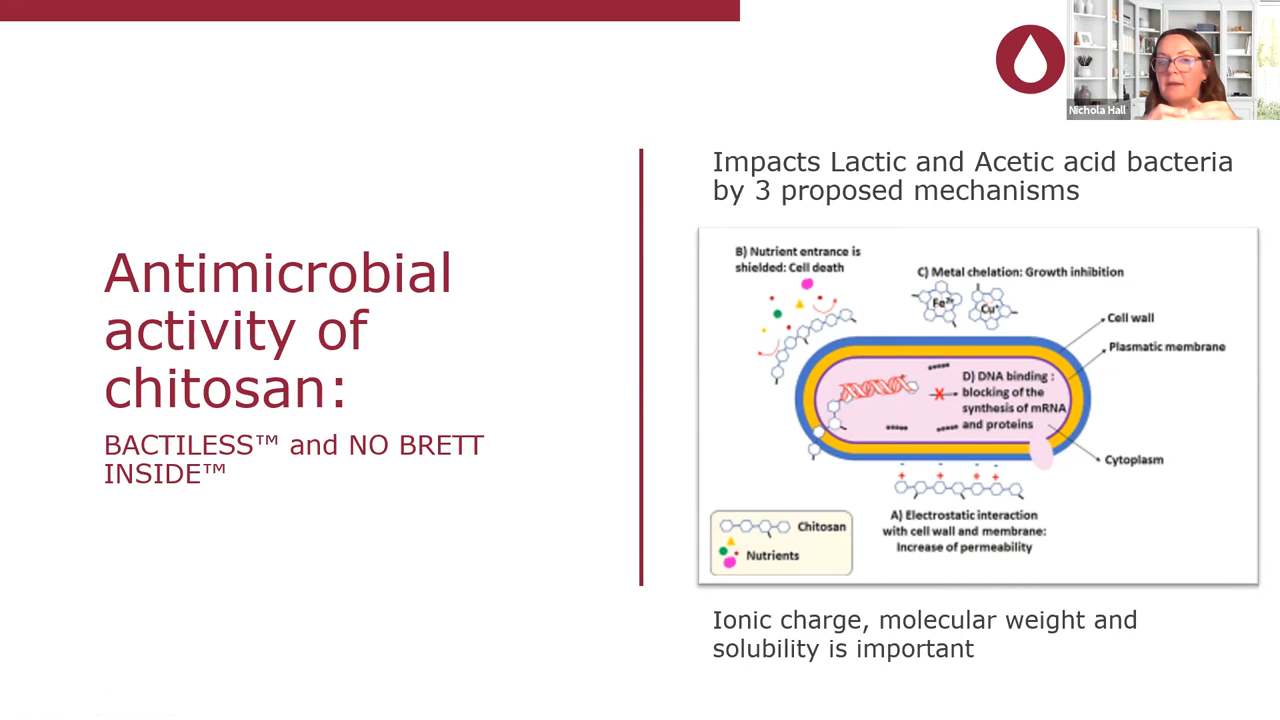 Nichola Hall
Antimicrobial
activity of
chitosan:
BACTILESS™ and NO BRETT
INSIDE™
Impacts Lactic and Acetic acid bacteria
by 3 proposed mechanisms
B) Nutrient entrance is
shielded: Cell death
C) Metal chelation: Growth inhibition
Fe²⁺
Cu⁺
Cell wall
Plasmatic membrane
D) DNA binding :
blocking of the
synthesis of mRNA
and proteins
Cytoplasm
A) Electrostatic interaction
with cell wall and membrane:
Increase of permeability
Chitosan
Nutrients
Ionic charge, molecular weight and
solubility is important